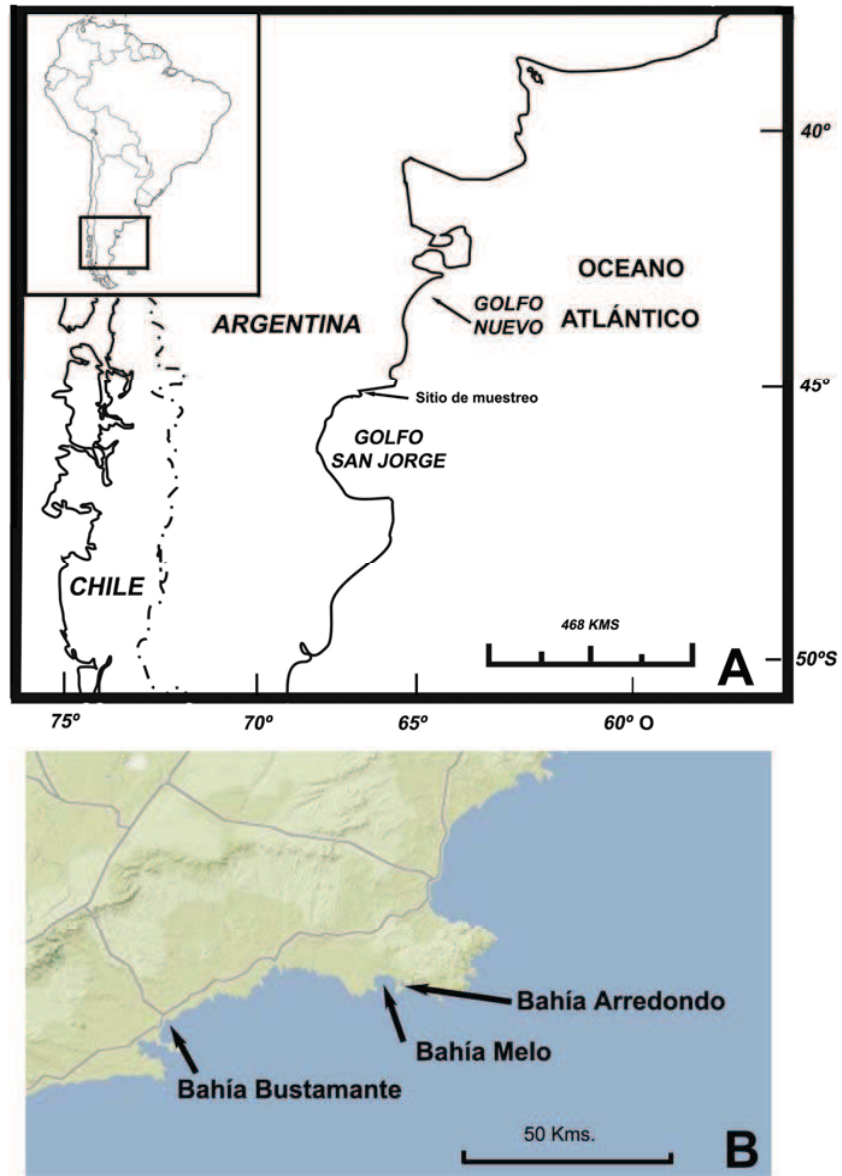 40º
OCEANO
ATLÁNTICO
GOLFO
NUEVO
ARGENTINA
45º
Sitio de muestreo
GOLFO
SAN JORGE
CHILE
468 KMS
A
50ºS
75º
70º
65º
60º O
Bahía Arredondo
Bahía Melo
Bahía Bustamante
50 Kms.
B